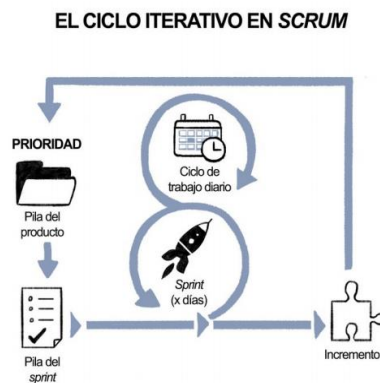 EL CICLO ITERATIVO EN SCRUM
PRIORIDAD
Pila del
producto
Ciclo de
trabajo diario
Sprint
(x días)
Pila del
sprint
Incremento